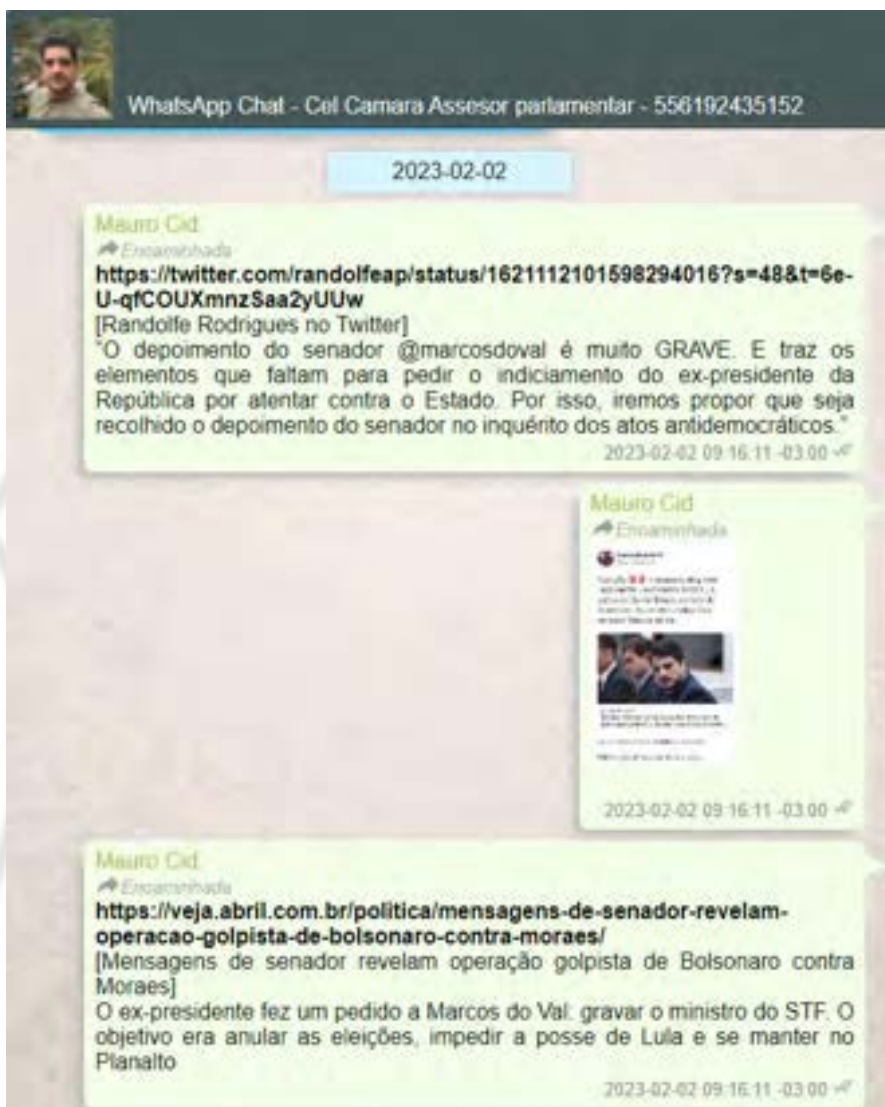 WhatsApp Chat - Cel Camara Assesor parlamentar - 556192435152
2023-02-02
Mauro Cid
Encaminhada
https://twitter.com/randolfeap/status/1621112101598294016?s=48&t=6e-
U-qfCOUXmnzSaa2yUUw
[Randolfe Rodrigues no Twitter]
"O depoimento do senador @marcosdoval é muito GRAVE. E traz os
elementos que faltam para pedir o indiciamento do ex-presidente da
República por atentar contra o Estado. Por isso, iremos propor que seja
recolhido o depoimento do senador no inquérito dos atos antidemocráticos."
2023-02-02 09:16:11 -03:00
Mauro Cid
Encaminhada
2023-02-02 09:16:11 -03:00
Mauro Cid
Encaminhada
https://veja.abril.com.br/politica/mensagens-de-senador-revelam-
operacao-golpista-de-bolsonaro-contra-moraes/
[Mensagens de senador revelam operação golpista de Bolsonaro contra
Moraes]
O ex-presidente fez um pedido a Marcos do Val: gravar o ministro do STF. O
objetivo era anular as eleições, impedir a posse de Lula e se manter no
Planalto
2023-02-02 09:16:11 -03:00